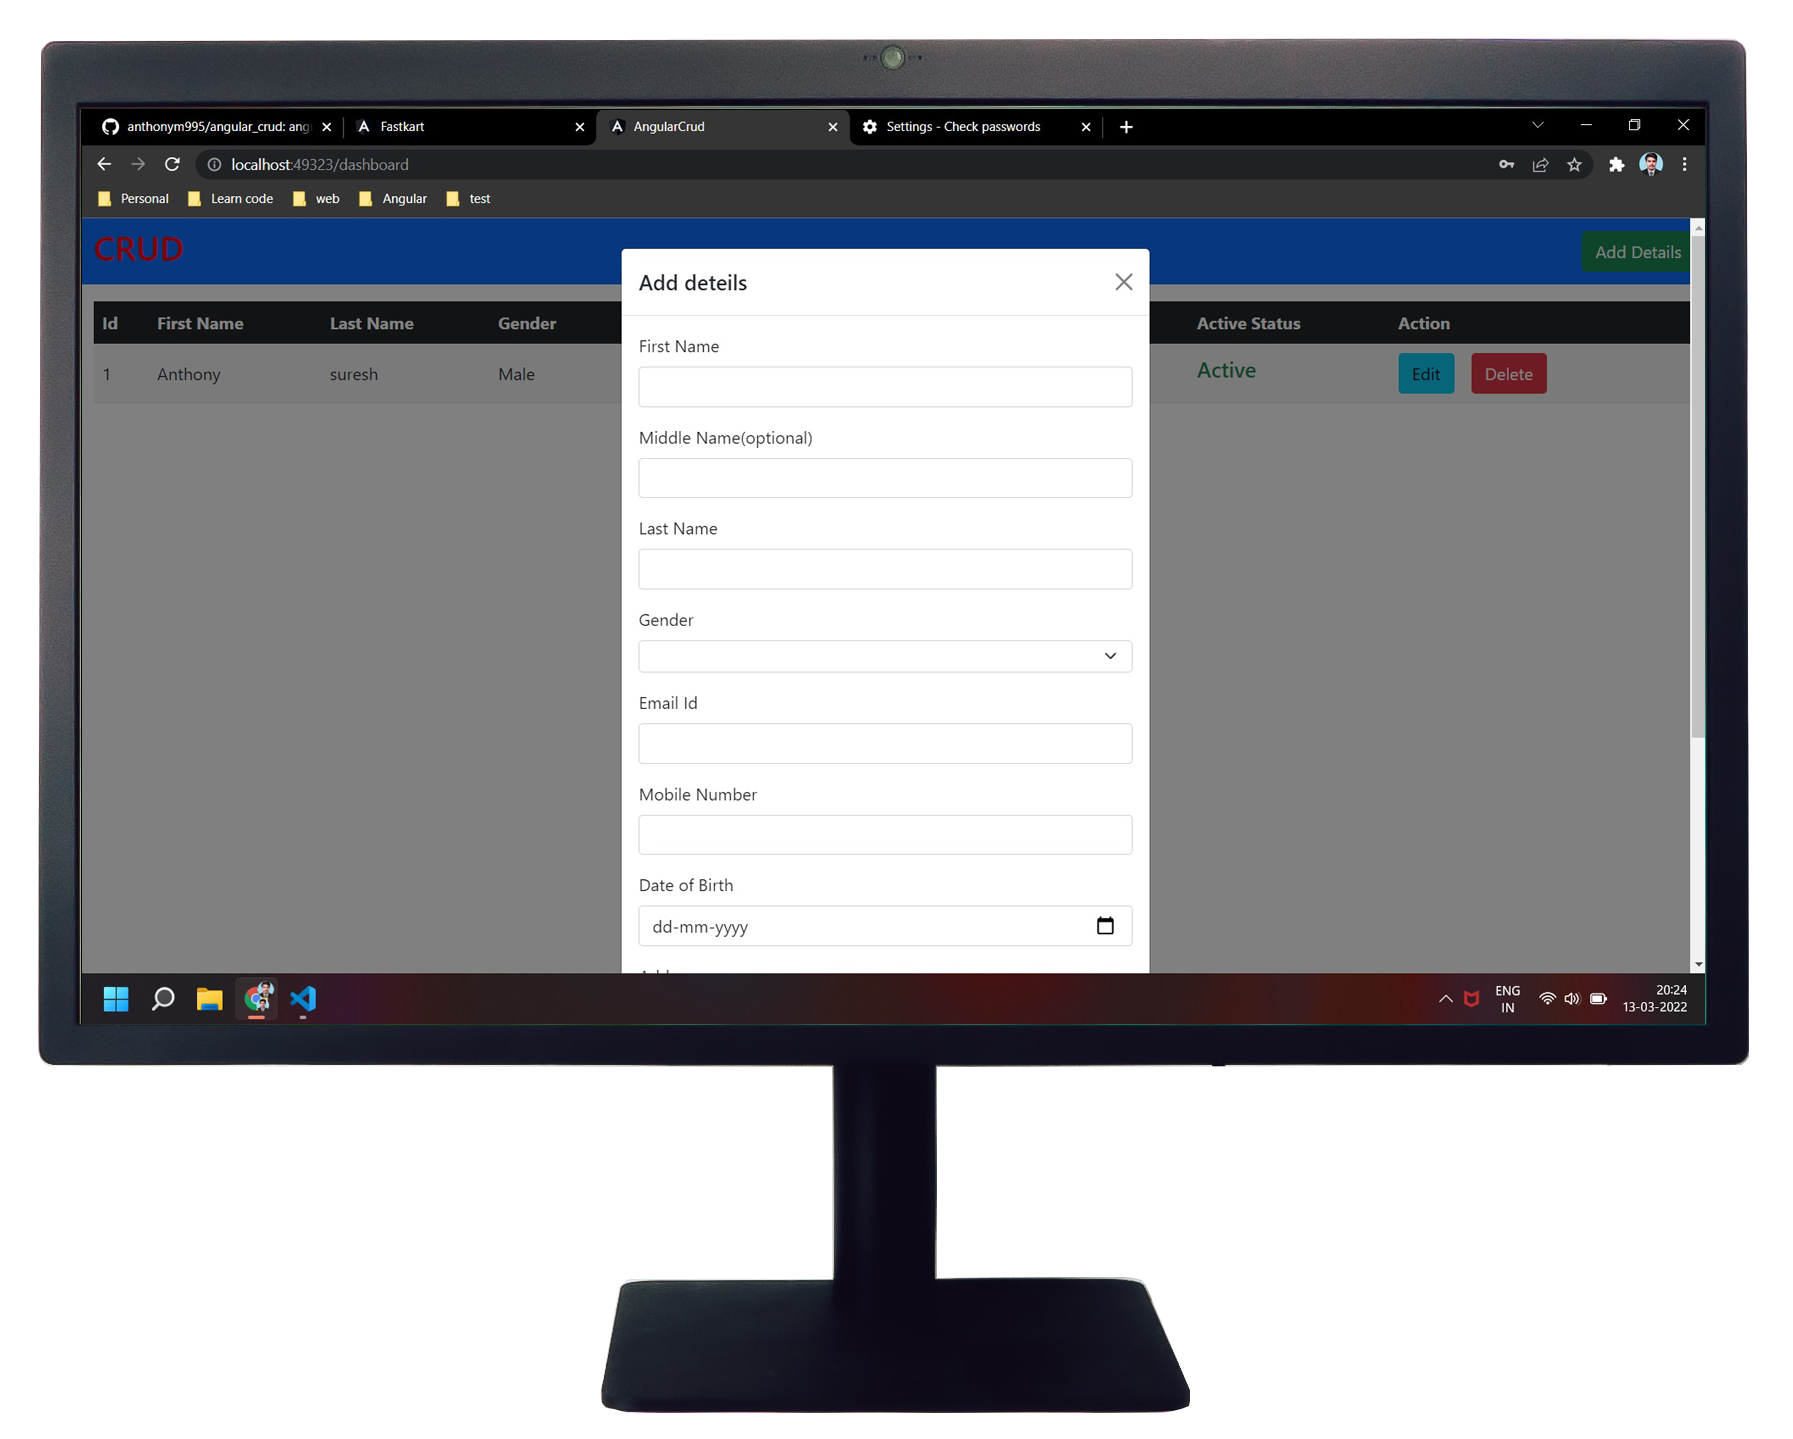 anthonym995/angular_crud: ang
Fastkart
AngularCrud
Settings - Check passwords
localhost:49323/dashboard
Personal
Learn code
web
Angular
test
CRUD
Add Details
Add deteils
Id
First Name
Last Name
Gender
Active Status
Action
1
Anthony
suresh
Male
Active
Edit
Delete
First Name
Middle Name(optional)
Last Name
Gender
Email Id
Mobile Number
Date of Birth
dd-mm-yyyy
ENG
IN
20:24
13-03-2022